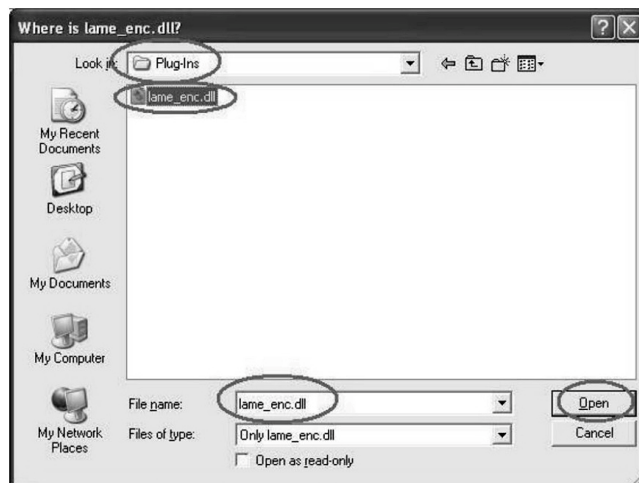 Where is lame_enc.dll?
Look in: Plug-Ins
lame_enc.dll
My Recent
Documents
Desktop
My Documents
My Computer
My Network
Places
File name: lame_enc.dll Open
Files of type: Only lame_enc.dll Cancel
Open as read-only